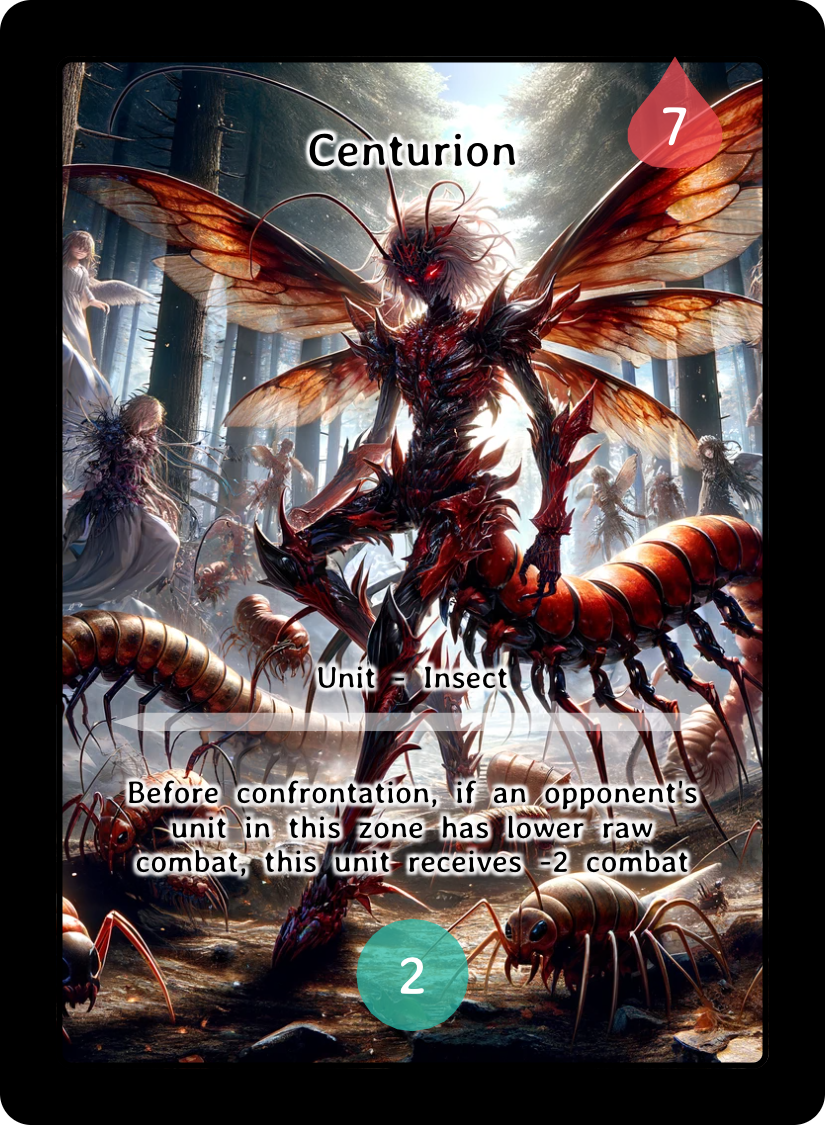 7
Centurion
Unit - Insect
Before confrontation, if an opponent's
unit in this zone has lower raw
combat, this unit receives -2 combat
2